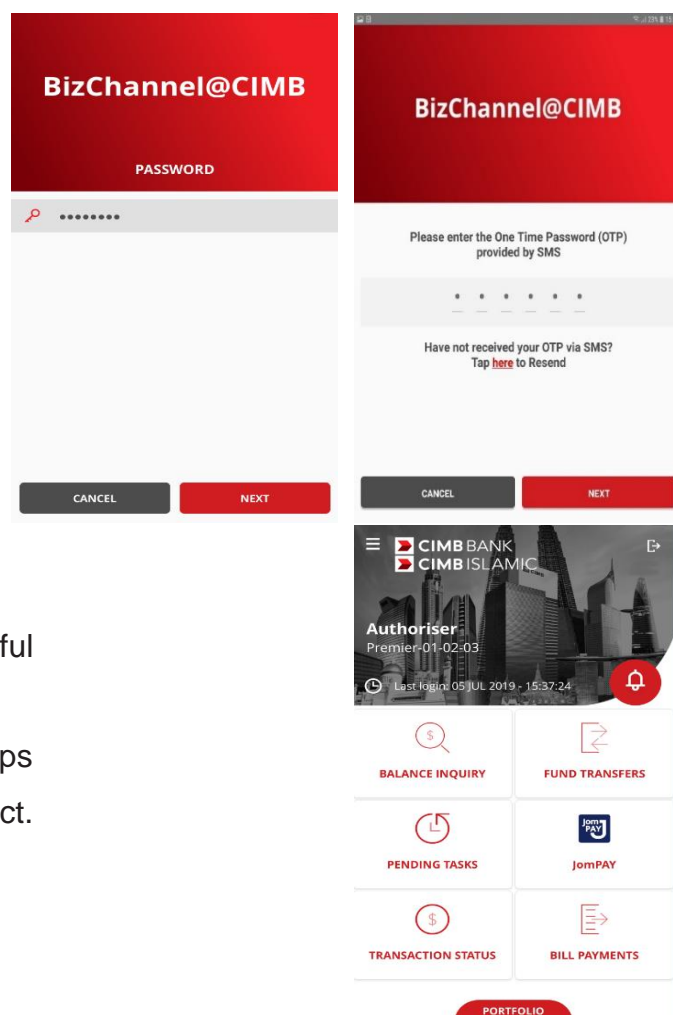 BizChannel@CIMB
PASSWORD
••••••••
CANCEL
NEXT
BizChannel@CIMB
Please enter the One Time Password (OTP)
provided by SMS
Have not received your OTP via SMS?
Tap here to Resend
CANCEL
NEXT
ful
ps
ct.
CIMB BANK
CIMB ISLAMIC
Authoriser
Premier-01-02-03
Last login: 05 JUL 2019 - 15:37:24
BALANCE INQUIRY
FUND TRANSFERS
PENDING TASKS
Jom PAY
JomPAY
TRANSACTION STATUS
BILL PAYMENTS
PORTFOLIO